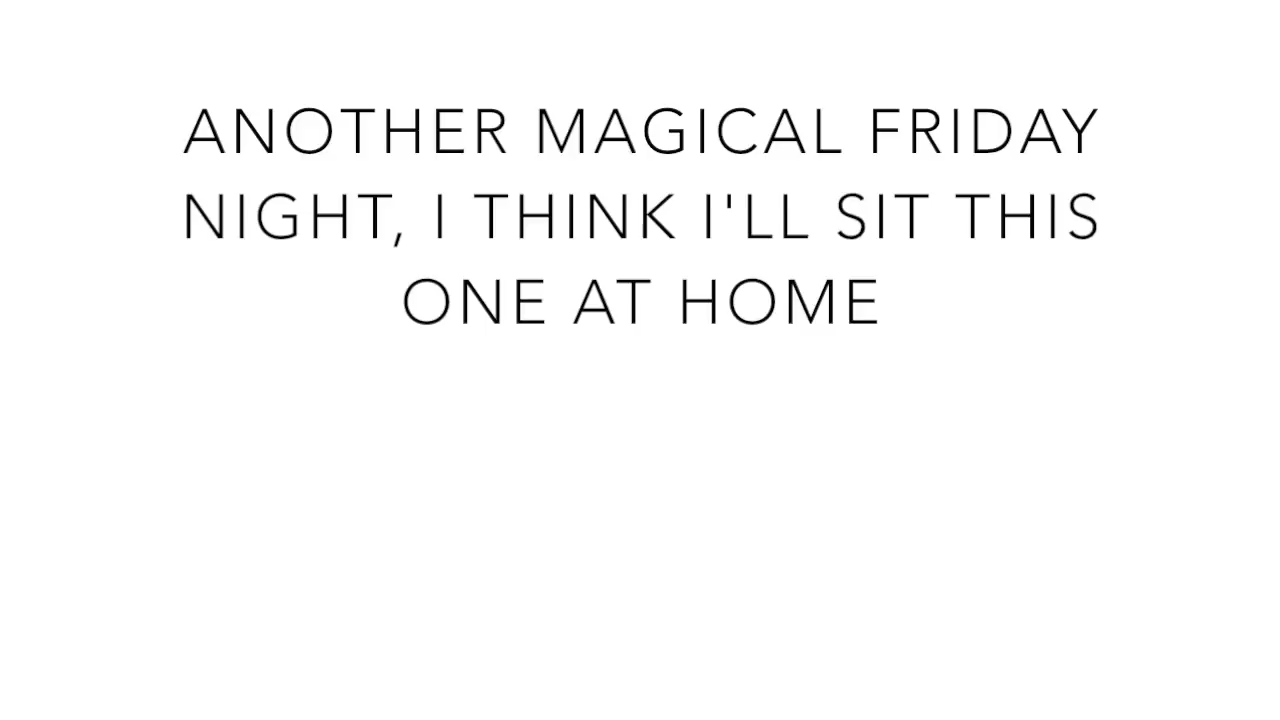 ANOTHER MAGICAL FRIDAY
NIGHT, I THINK I'LL SIT THIS
ONE AT HOME